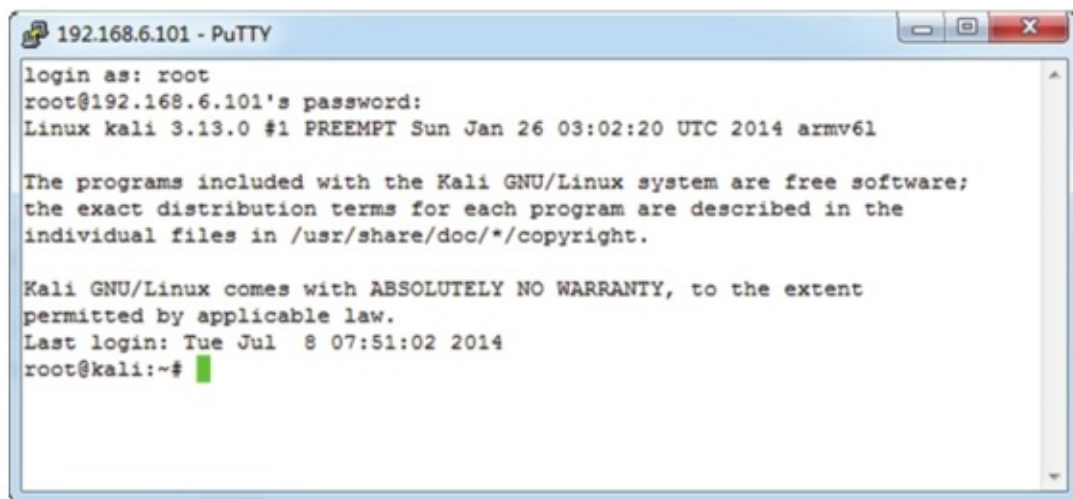 192.168.6.101 - PuTTY
login as: root
root@192.168.6.101's password:
Linux kali 3.13.0 #1 PREEMPT Sun Jan 26 03:02:20 UTC 2014 armv6l
The programs included with the Kali GNU/Linux system are free software;
the exact distribution terms for each program are described in the
individual files in /usr/share/doc/*/copyright.
Kali GNU/Linux comes with ABSOLUTELY NO WARRANTY, to the extent
permitted by applicable law.
Last login: Tue Jul  8 07:51:02 2014
root@kali:~#